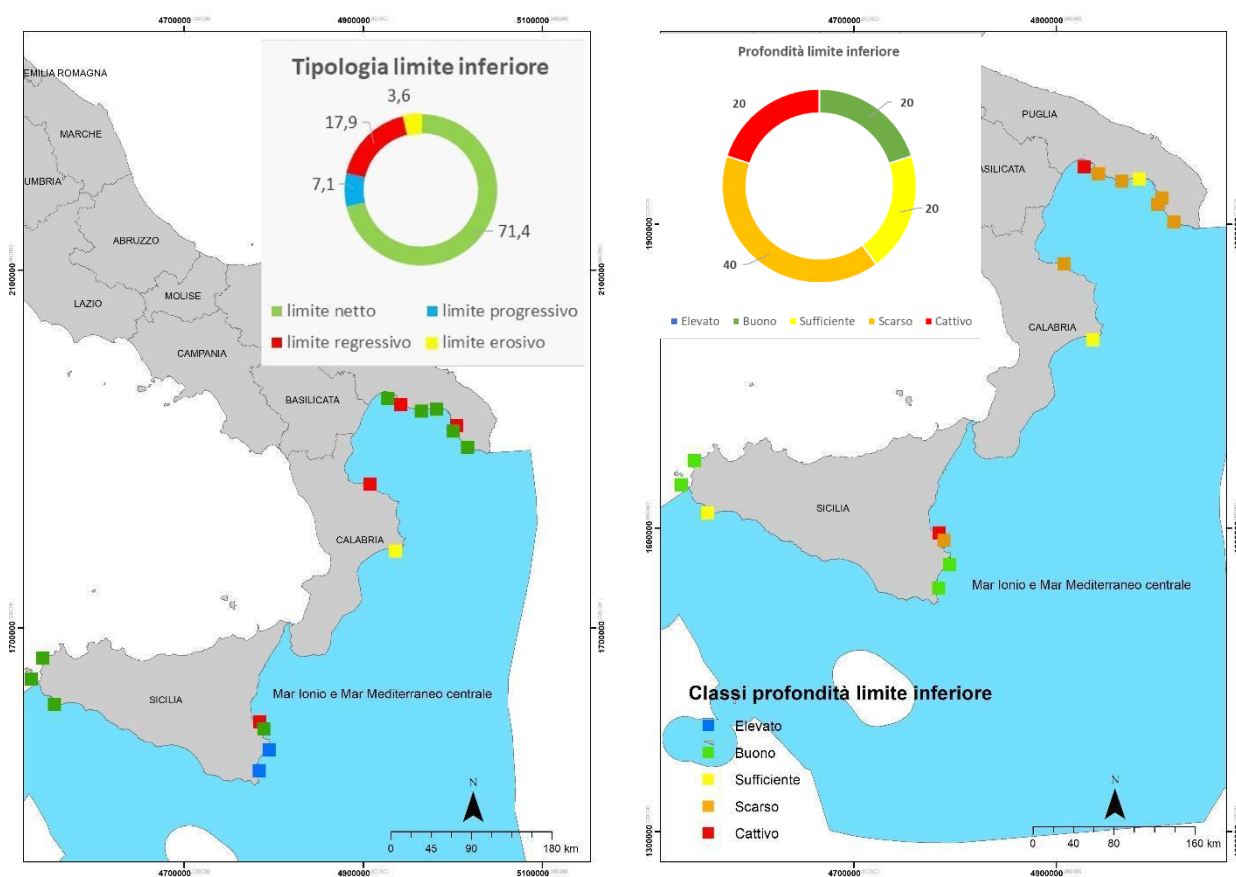 4700000
4900000
5100000
Tipologia limite inferiore
3,6
17,9
7,1
71,4
limite netto
limite progressivo
limite regressivo
limite erosivo
EMILIA ROMAGNA
MARCHE
UMBRIA
ABRUZZO
LAZIO
MOLISE
CAMPANIA
BASILICATA
CALABRIA
SICILIA
Mar Ionio e Mar Mediterraneo centrale
2100000
2100000
1700000
1700000
N
0 45 90 180 km
4700000
4900000
5100000
4700000
4900000
Profondità limite inferiore
20
20
20
40
Elevato Buono Sufficiente Scarso Cattivo
PUGLIA
ASILICATA
CALABRIA
SICILIA
Mar Ionio e Mar Mediterraneo centrale
1900000
1600000
1300000
Classi profondità limite inferiore
Elevato
Buono
Sufficiente
Scarso
Cattivo
N
0 40 80 160 km
4700000
4900000